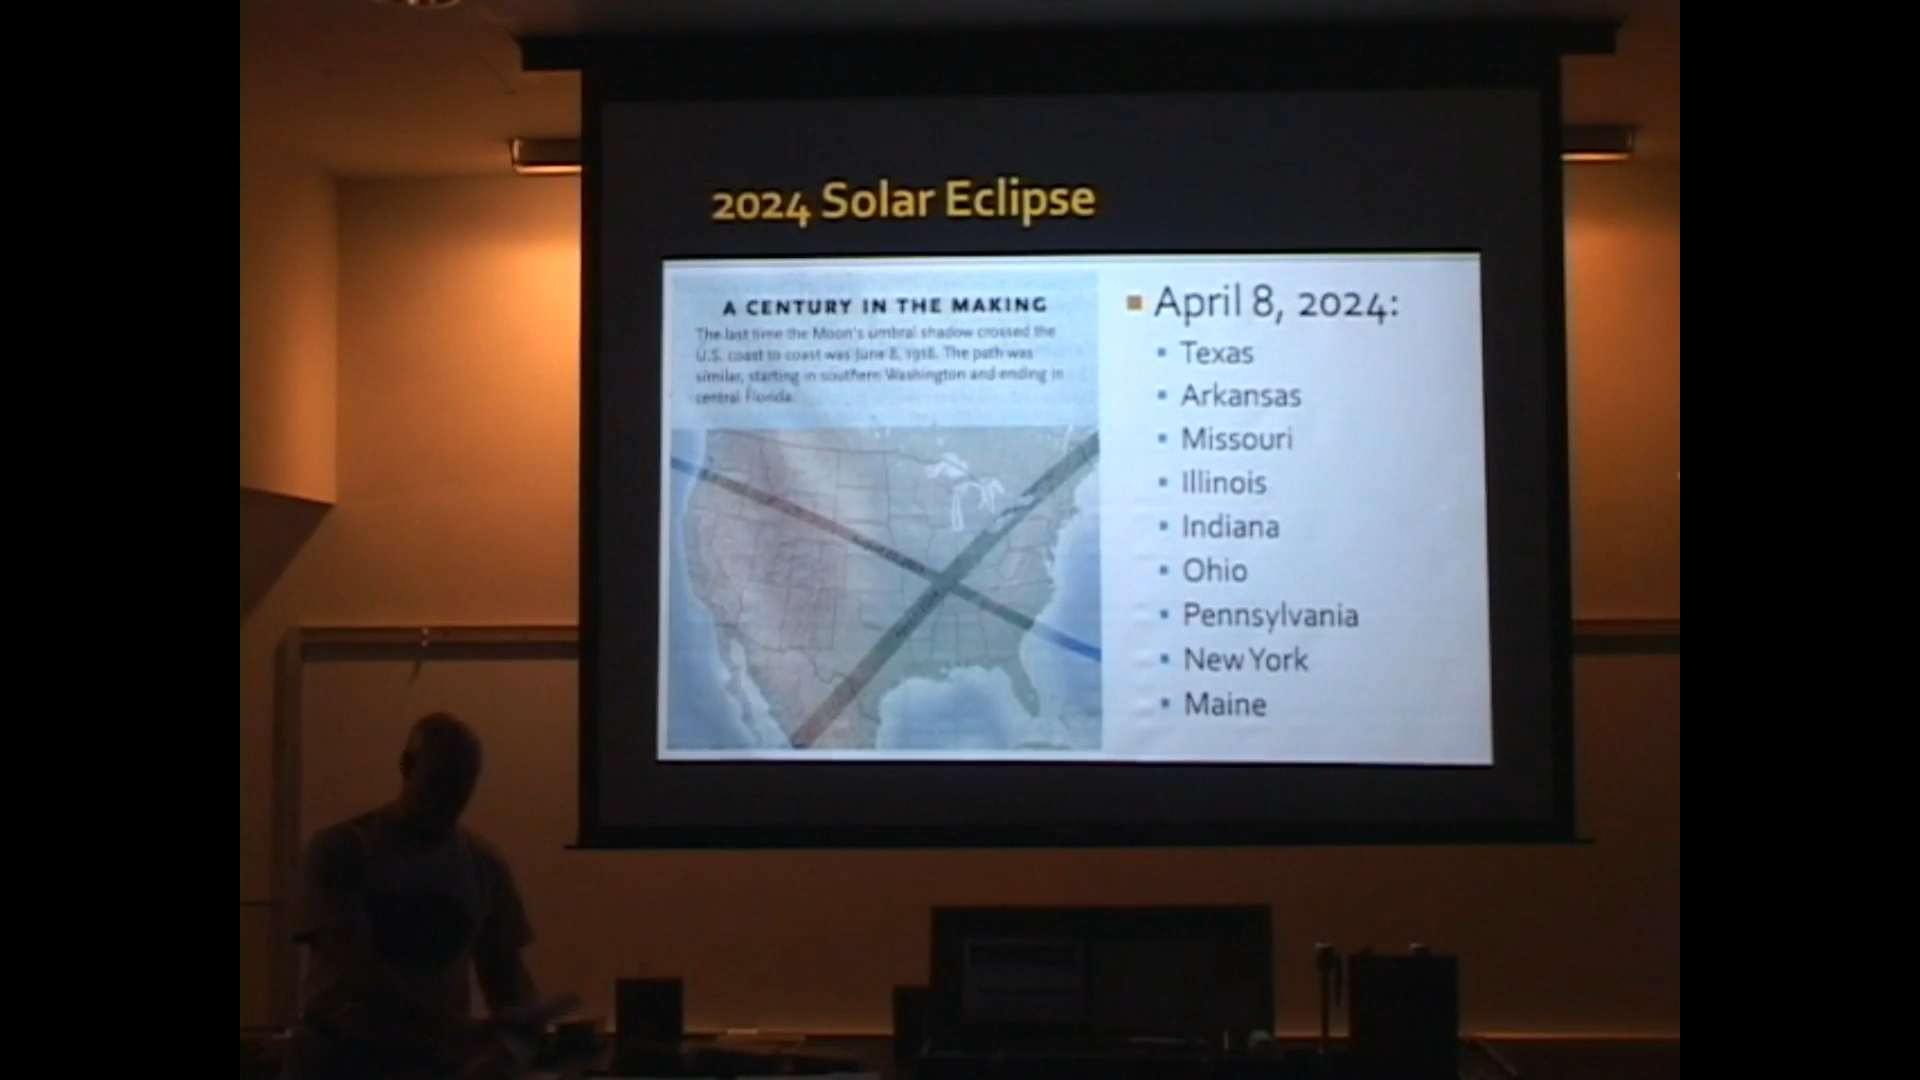 2024 Solar Eclipse
A CENTURY IN THE MAKING
The last time the Moon's umbral shadow crossed the
U.S. coast to coast was June 8, 1918. The path was
similar, starting in southern Washington and ending in
central Florida.
April 8, 2024:
Texas
Arkansas
Missouri
Illinois
Indiana
Ohio
Pennsylvania
New York
Maine